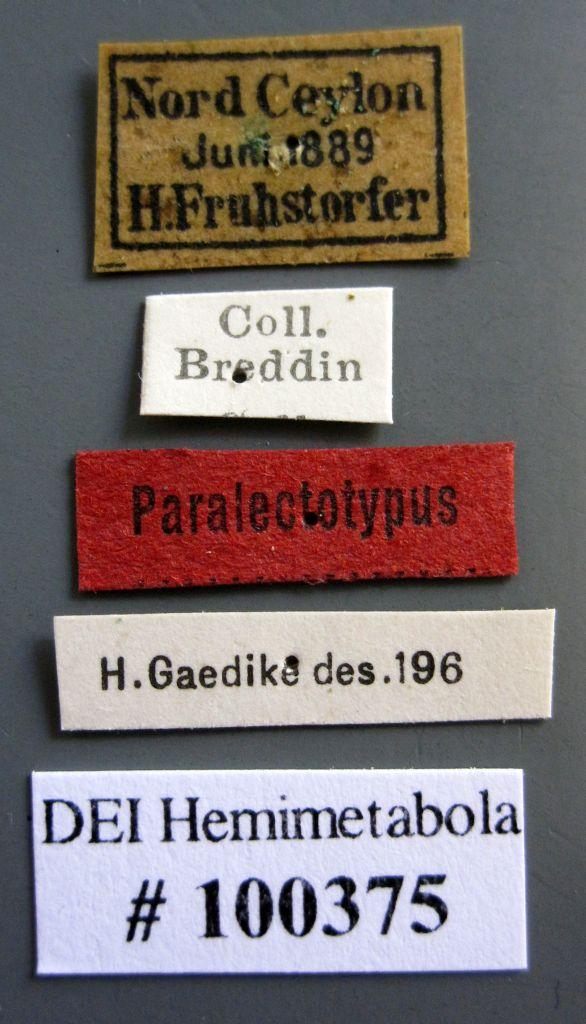 Nord Ceylon
Juni 1889
H.Fruhstorfer
Coll.
Breddin
Paralectotypus
H.Gaedike des.196
DEI Hemimetabola
# 100375